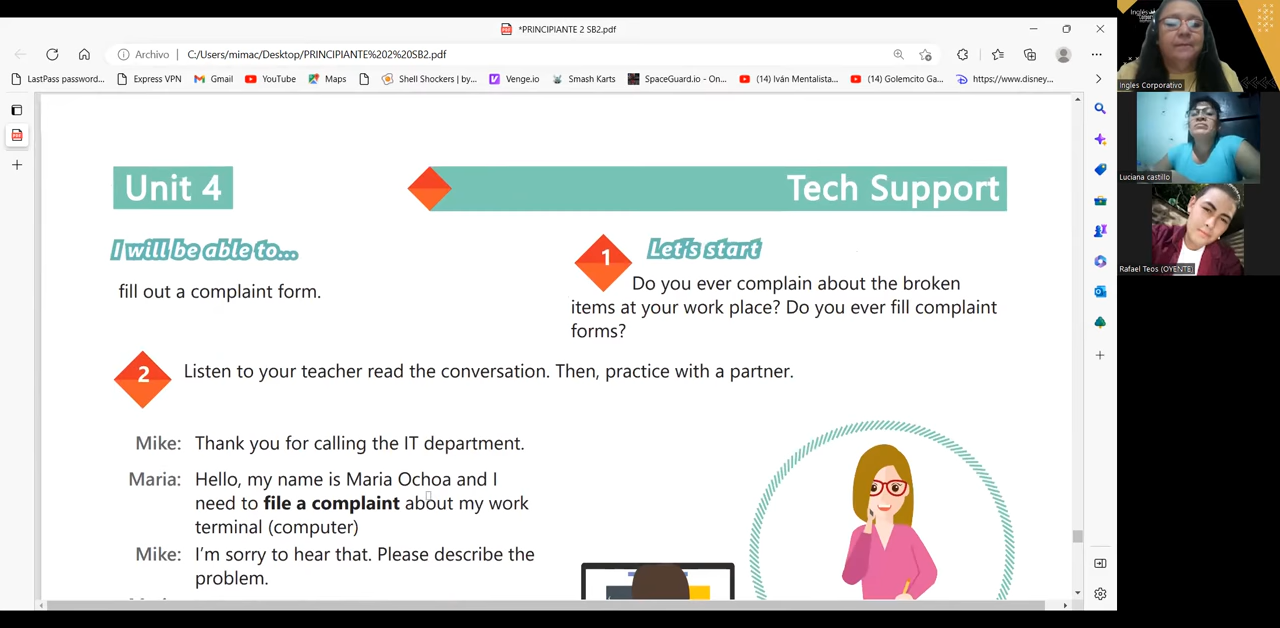 *PRINCIPIANTE 2 SB2.pdf
Archivo
C:/Users/mimac/Desktop/PRINCIPIANTE%202%20SB2.pdf
LastPass password...
Express VPN
Gmail
YouTube
Maps
Shell Shockers | by...
Venge.io
Smash Karts
SpaceGuard.io - On...
(14) Iván Mentalista...
(14) Golemcito Ga...
https://www.disney...
Unit 4
Tech Support
I will be able to...
fill out a complaint form.
1
Let's start
Do you ever complain about the broken
items at your work place? Do you ever fill complaint
forms?
2
Listen to your teacher read the conversation. Then, practice with a partner.
Mike: Thank you for calling the IT department.
Maria: Hello, my name is Maria Ochoa and I
need to file a complaint about my work
terminal (computer)
Mike: I'm sorry to hear that. Please describe the
problem.
Inglés
Ingles Corporativo
Luciana castillo
Rafael Teos (OYENTE)